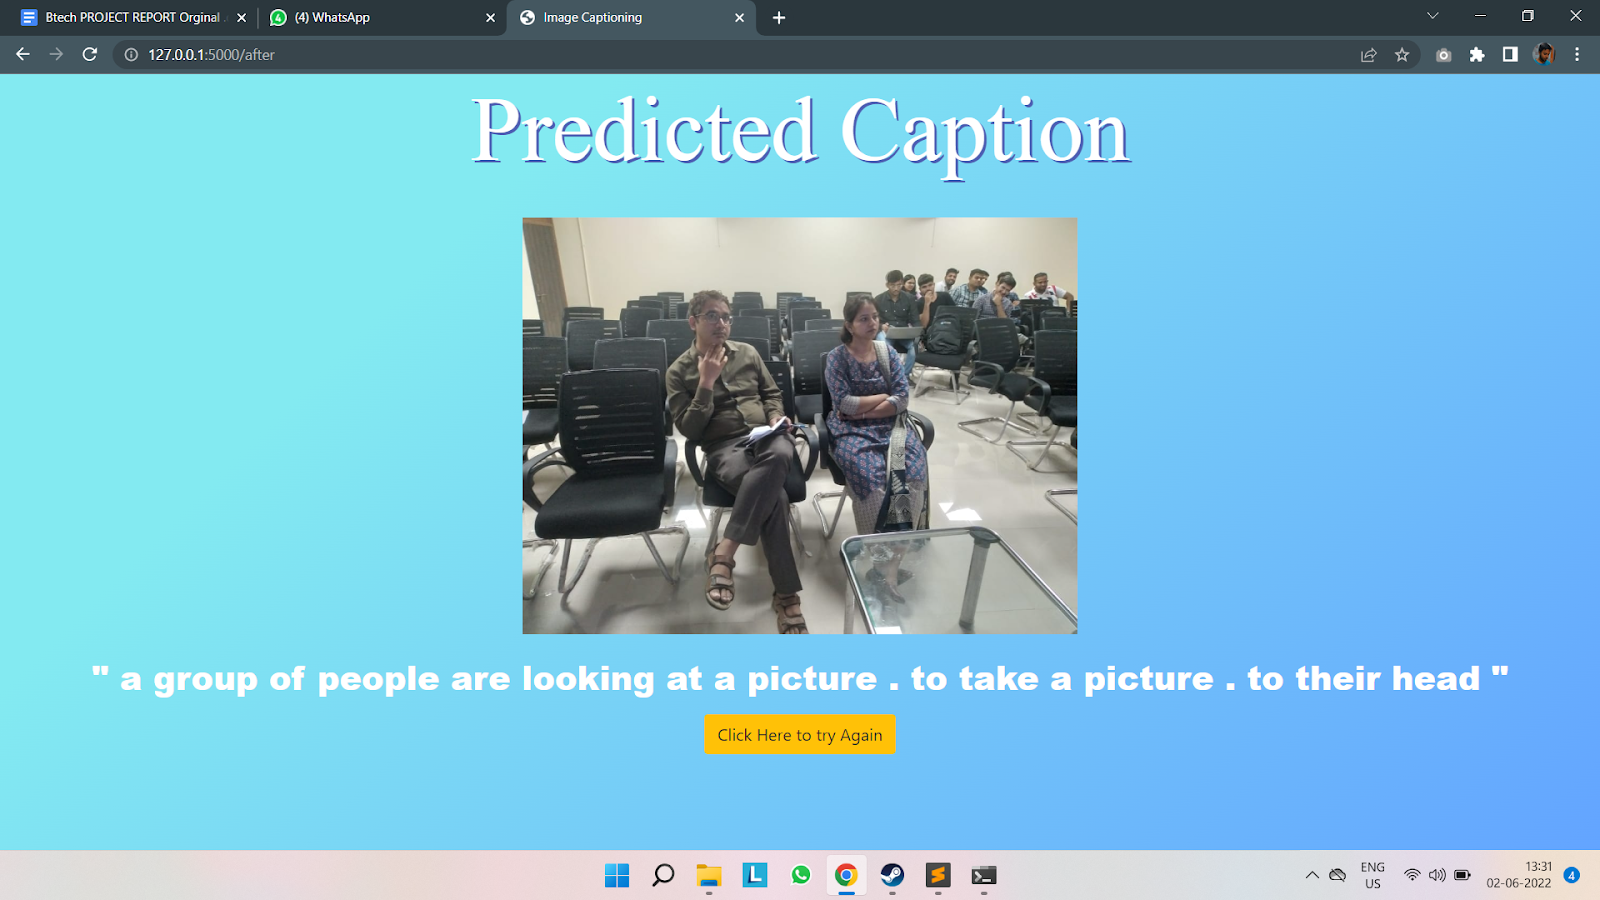 Btech PROJECT REPORT Orginal
(4) WhatsApp
Image Captioning
127.0.0.1:5000/after
Predicted Caption
" a group of people are looking at a picture . to take a picture . to their head "
Click Here to try Again
ENG
US
13:31
02-06-2022
4